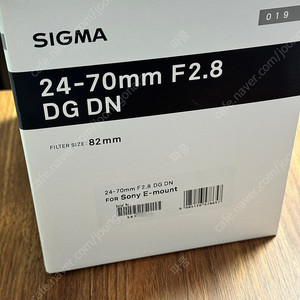 019
SIGMA
24-70mm F2.8
DG DN
FILTER SIZE: 82mm
24-70mm F2.8 DG DN
FOR Sony E-mount